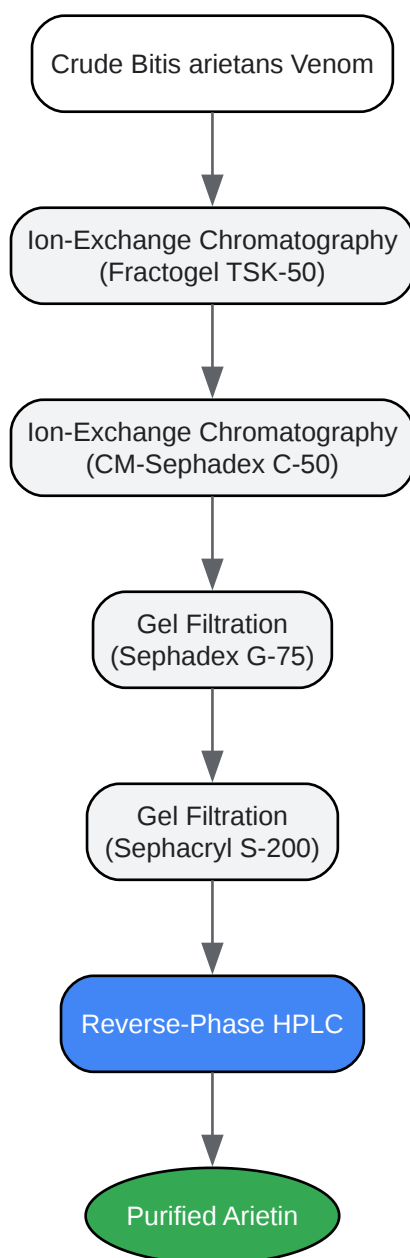 Crude Bitis arietans Venom
Ion-Exchange Chromatography
(Fractogel TSK-50)
Ion-Exchange Chromatography
(CM-Sephadex C-50)
Gel Filtration
(Sephadex G-75)
Gel Filtration
(Sephacryl S-200)
Reverse-Phase HPLC
Purified Arietin